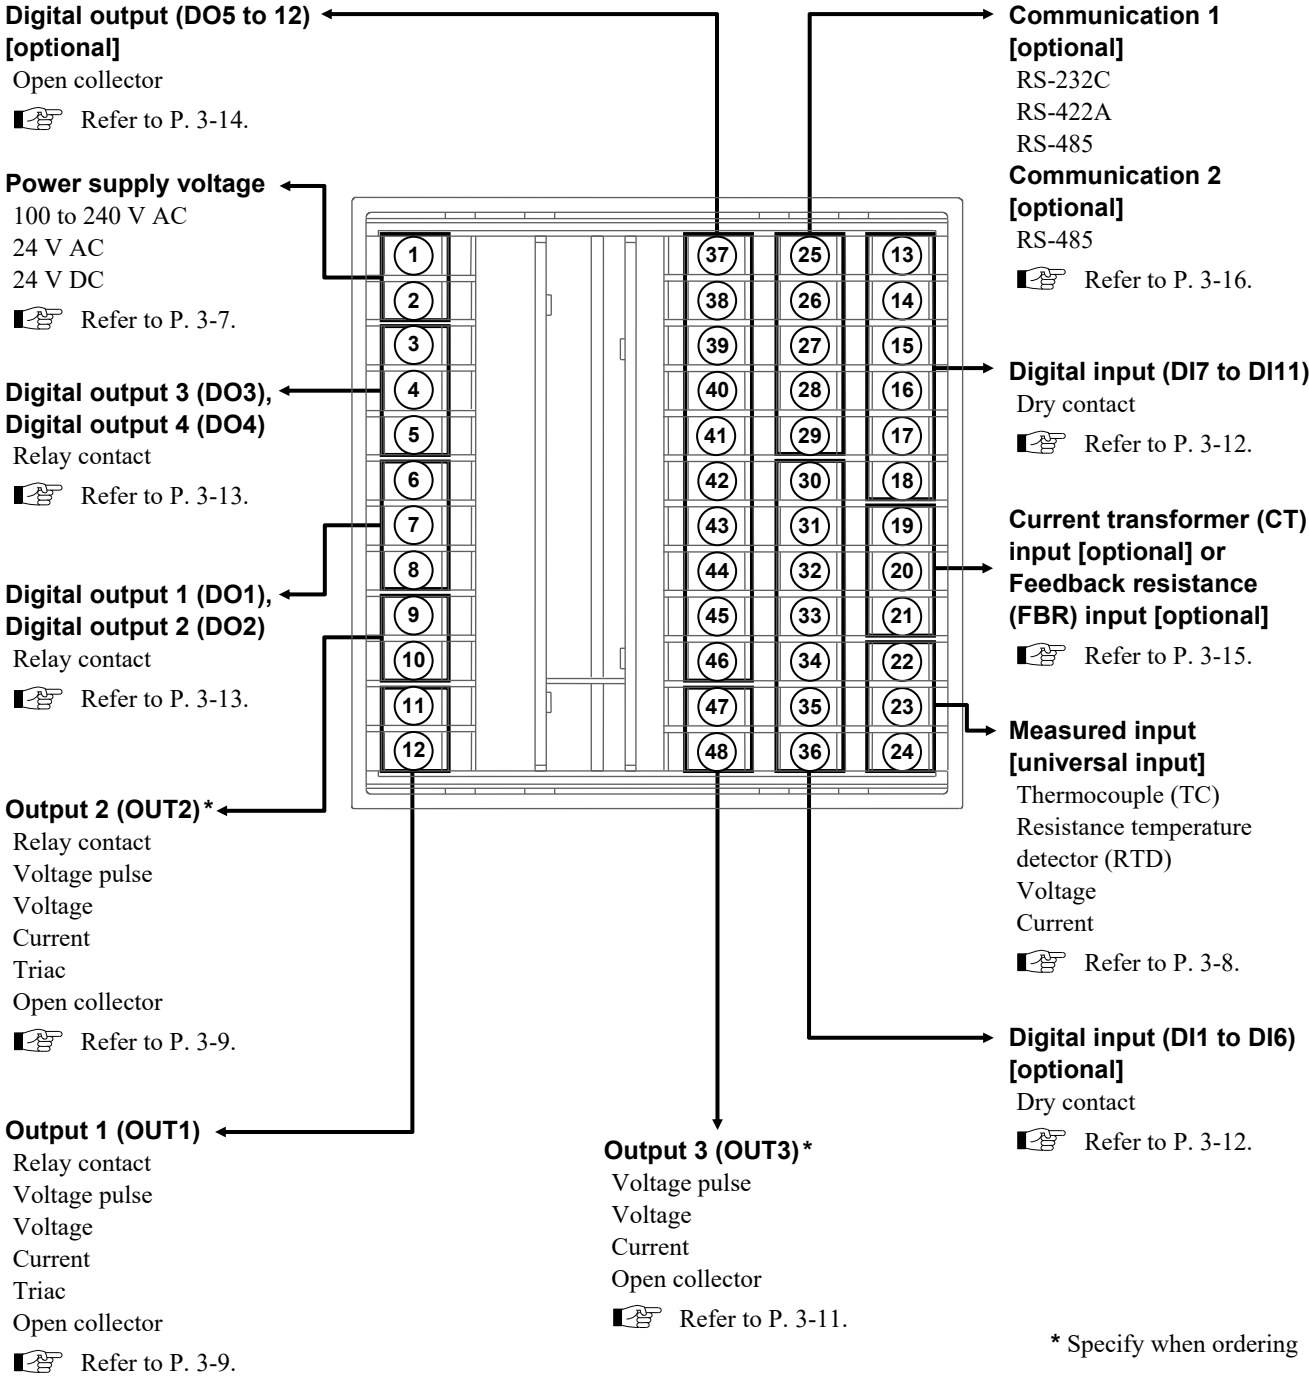 Digital output (DO5 to 12)
[optional]
Open collector
Refer to P. 3-14.
Power supply voltage
100 to 240 V AC
24 V AC
24 V DC
Refer to P. 3-7.
Digital output 3 (DO3),
Digital output 4 (DO4)
Relay contact
Refer to P. 3-13.
Digital output 1 (DO1),
Digital output 2 (DO2)
Relay contact
Refer to P. 3-13.
Output 2 (OUT2)*
Relay contact
Voltage pulse
Voltage
Current
Triac
Open collector
Refer to P. 3-9.
Output 1 (OUT1)
Relay contact
Voltage pulse
Voltage
Current
Triac
Open collector
Refer to P. 3-9.
1 37 25 13
2 38 26 14
3 39 27 15
4 40 28 16
5 41 29 17
6 42 30 18
7 43 31 19
8 44 32 20
9 45 33 21
10 46 34 22
11 47 35 23
12 48 36 24
Output 3 (OUT3)*
Voltage pulse
Voltage
Current
Open collector
Refer to P. 3-11.
Communication 1
[optional]
RS-232C
RS-422A
RS-485
Communication 2
[optional]
RS-485
Refer to P. 3-16.
Digital input (DI7 to DI11)
Dry contact
Refer to P. 3-12.
Current transformer (CT)
input [optional] or
Feedback resistance
(FBR) input [optional]
Refer to P. 3-15.
Measured input
[universal input]
Thermocouple (TC)
Resistance temperature
detector (RTD)
Voltage
Current
Refer to P. 3-8.
Digital input (DI1 to DI6)
[optional]
Dry contact
Refer to P. 3-12.
* Specify when ordering